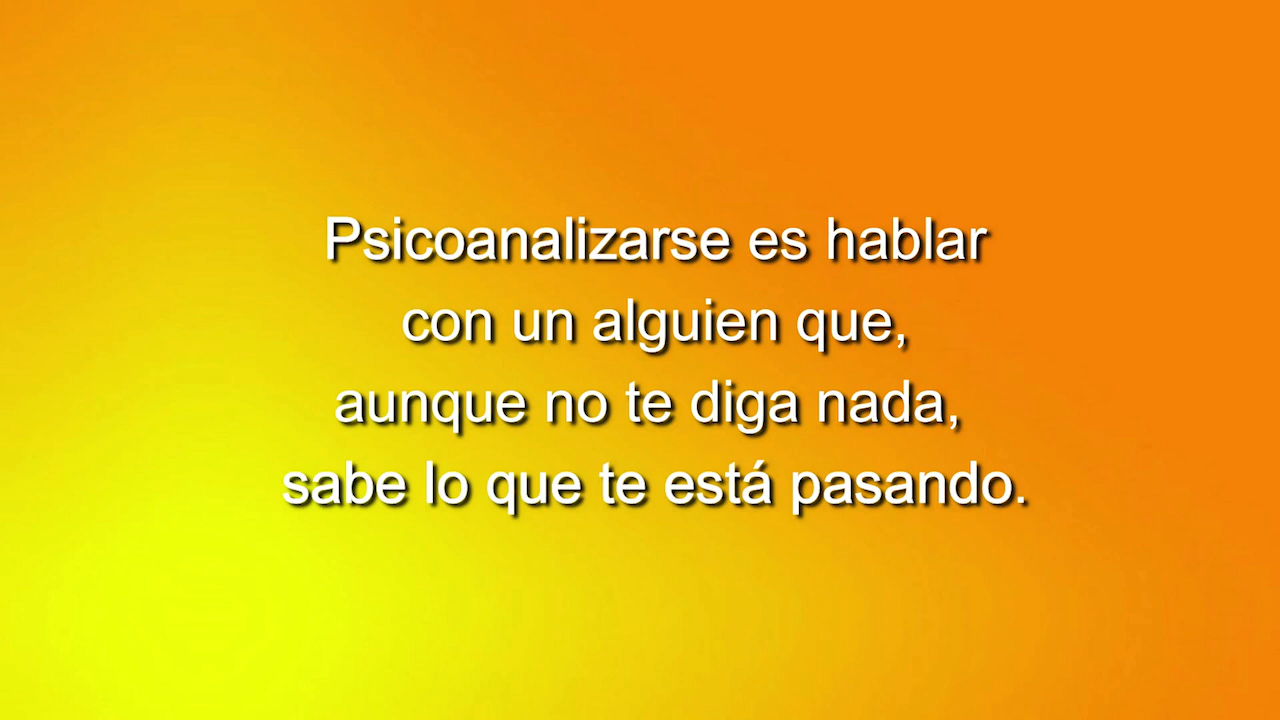 Psicoanalizarse es hablar
con un alguien que,
aunque no te diga nada,
sabe lo que te está pasando.